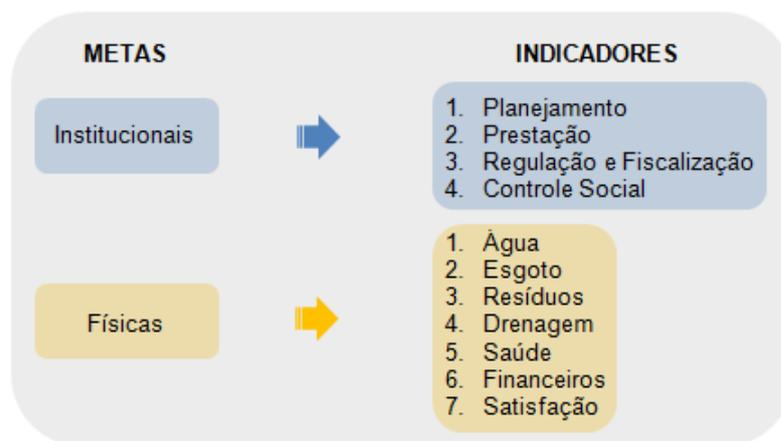 METAS
INDICADORES
Institucionais
1. Planejamento
2. Prestação
3. Regulação e Fiscalização
4. Controle Social
Físicas
1. Água
2. Esgoto
3. Resíduos
4. Drenagem
5. Saúde
6. Financeiros
7. Satisfação